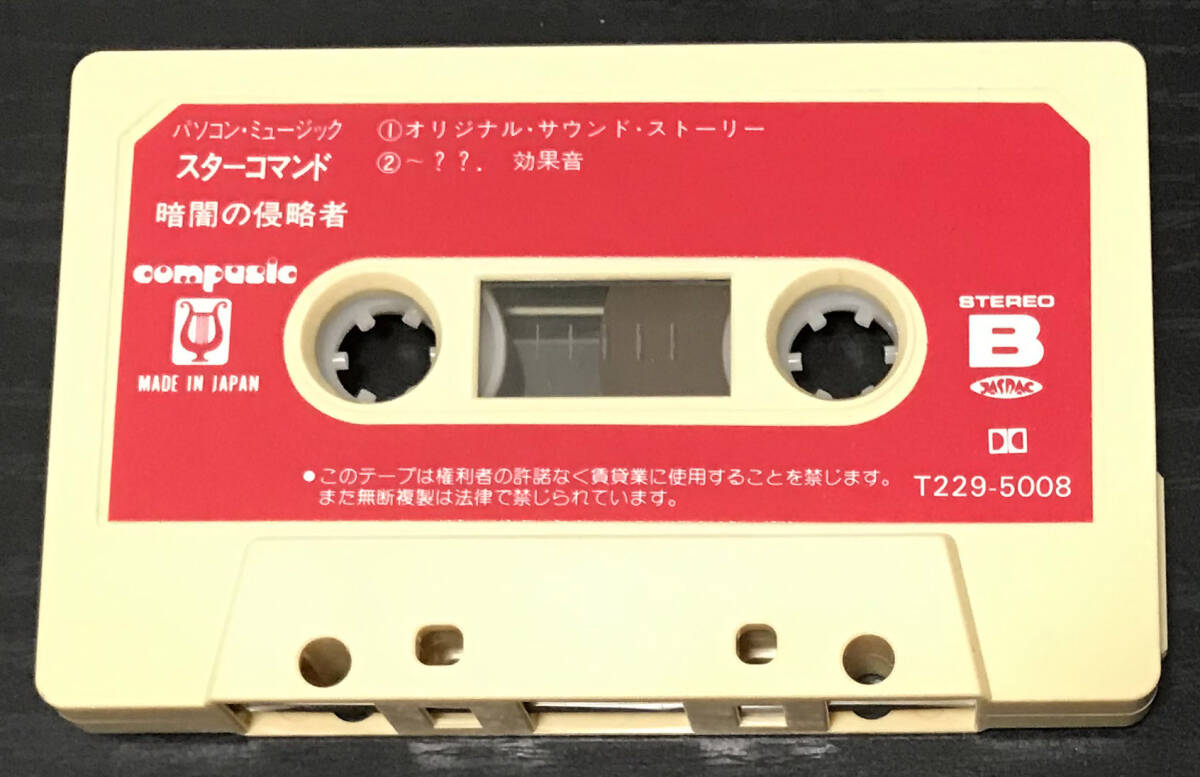 パソコン・ミュージック
スターコマンド
暗闇の侵略者
①オリジナル・サウンド・ストーリー
②～??. 効果音
compusic
MADE IN JAPAN
STEREO
B
JASRAC
●このテープは権利者の許諾なく賃貸業に使用することを禁じます。
また無断複製は法律で禁じられています。
T229-5008